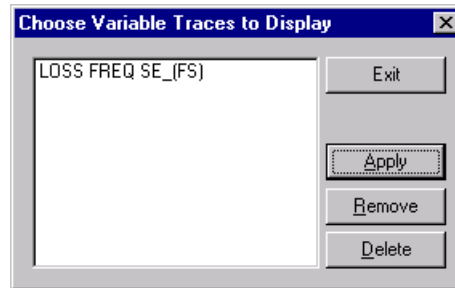 Choose Variable Traces to Display
LOSS FREQ SE_(FS)
Exit
Apply
Remove
Delete